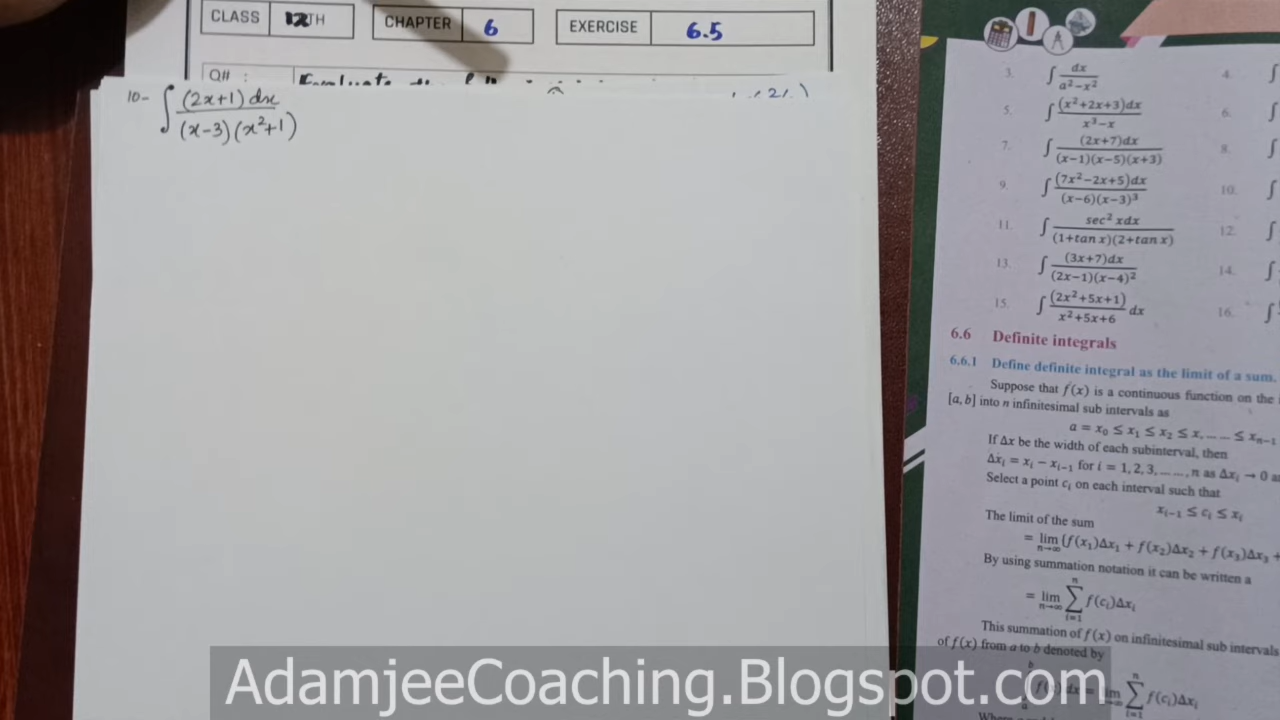 CLASS 12TH CHAPTER 6 EXERCISE 6.5
Q# : Evaluate
10- ∫ (2x+1) dx / (x-3)(x²+1)
3. ∫ dx / a²-x² 4. ∫
5. ∫ (x²+2x+3)dx / x³-x 6. ∫
7. ∫ (2x+7)dx / (x-1)(x-5)(x+3) 8. ∫
9. ∫ (7x²-2x+5)dx / (x-6)(x-3)³ 10. ∫
11. ∫ sec² xdx / (1+tan x)(2+tan x) 12. ∫
13. ∫ (3x+7)dx / (2x-1)(x-4)² 14. ∫
15. ∫ (2x²+5x+1) / x²+5x+6 dx 16. ∫
6.6 Definite integrals
6.6.1 Define definite integral as the limit of a sum.
Suppose that f(x) is a continuous function on the
[a, b] into n infinitesimal sub intervals as
a = x₀ ≤ x₁ ≤ x₂ ≤ x, ... ... ≤ xₙ₋₁
If Δx be the width of each subinterval, then
Δxᵢ = xᵢ - xᵢ₋₁ for i = 1, 2, 3, ... ..., n as Δxᵢ → 0
Select a point cᵢ on each interval such that
xᵢ₋₁ ≤ cᵢ ≤ xᵢ
The limit of the sum
= lim n→∞ (f(x₁)Δx₁ + f(x₂)Δx₂ + f(x₃)Δx₃ +
By using summation notation it can be written a
= lim n→∞ ∑ i=1 n f(cᵢ)Δxᵢ
This summation of f(x) on infinitesimal sub intervals
of f(x) from a to b denoted by
lim ∑ i=1 n f(cᵢ)Δxᵢ
AdamjeeCoaching.Blogspot.com